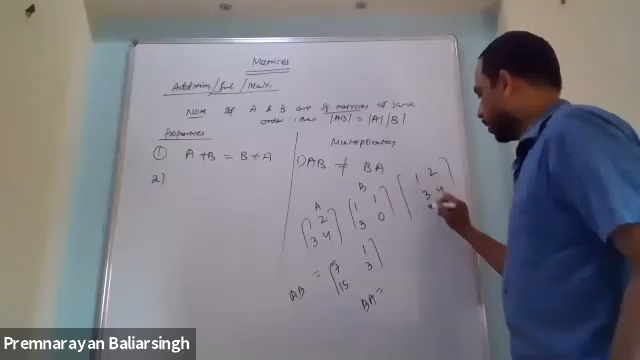 Matrices
Addition / Sub / Multi
Note If A & B are sq matrices of same
order then |AB| = |A| |B|
Properties
① A + B = B + A
2)
Multiplication
1) AB ≠ BA
A
1 2
3 4
B
1 1
3 0
1 2
3 4
AB = 7 1
15 3
BA =
Premnarayan Baliarsingh